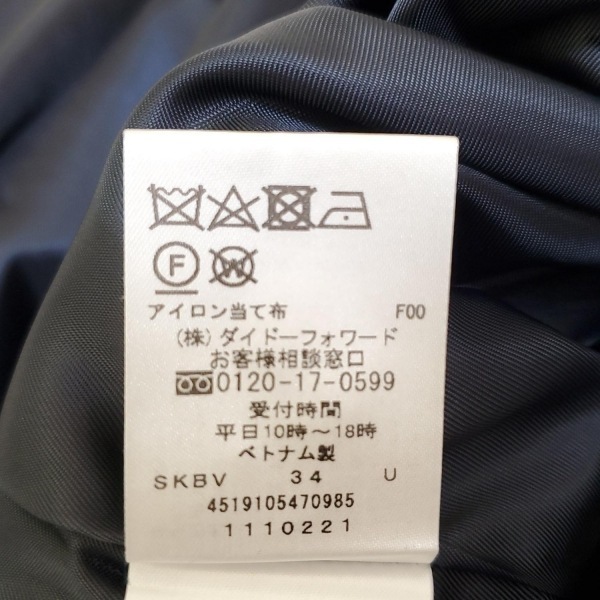 F W
アイロン当て布 F00
(株)ダイドーフォワード
お客様相談窓口
0120-17-0599
受付時間
平日10時〜18時
ベトナム製
SKBV 34 U
4519105470985
1110221